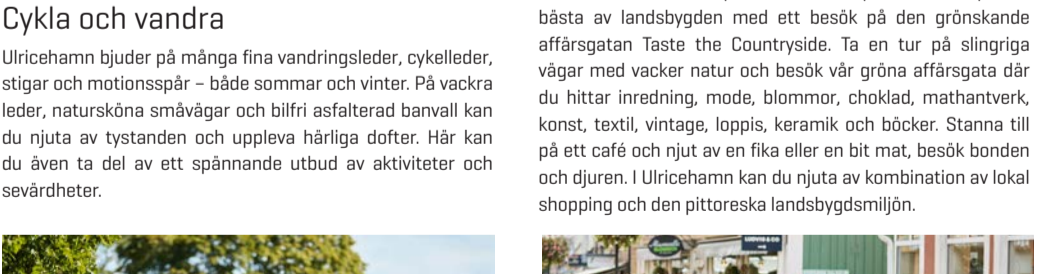 Cykla och vandra
Ulricehamn bjuder på många fina vandringsleder, cykelleder,
stigar och motionsspår – både sommar och vinter. På vackra
leder, natursköna småvägar och bilfri asfalterad banvall kan
du njuta av tystanden och uppleva härliga dofter. Här kan
du även ta del av ett spännande utbud av aktiviteter och
sevärdheter.
bästa av landsbygden med ett besök på den grönskande
affärsgatan Taste the Countryside. Ta en tur på slingriga
vägar med vacker natur och besök vår gröna affärsgata där
du hittar inredning, mode, blommor, choklad, mathantverk,
konst, textil, vintage, loppis, keramik och böcker. Stanna till
på ett café och njut av en fika eller en bit mat, besök bonden
och djuren. I Ulricehamn kan du njuta av kombination av lokal
shopping och den pittoreska landsbygdsmiljön.
LUDVIG & CO